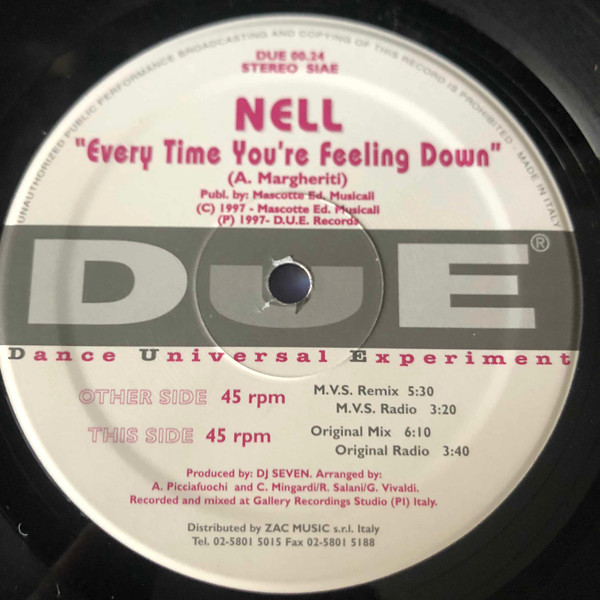 UNAUTHORIZED PUBLIC PERFORMANCE BROADCASTING AND COPYING OF THIS RECORD IS PROHIBITED - MADE IN ITALY
DUE 00.24
STEREO SIAE
NELL
"Every Time You're Feeling Down"
(A. Margheriti)
Publ. by: Mascotte Ed. Musicali
(C) 1997 - Mascotte Ed. Musicali
(P) 1997- D.U.E. Records
DUE®
Dance Universal Experiment
OTHER SIDE 45 rpm M.V.S. Remix 5:30
M.V.S. Radio 3:20
THIS SIDE 45 rpm Original Mix 6:10
Original Radio 3:40
Produced by: DJ SEVEN. Arranged by:
A. Picciafuochi and C. Mingardi/R. Salani/G. Vivaldi.
Recorded and mixed at Gallery Recordings Studio (PI) Italy.
Distributed by ZAC MUSIC s.r.l. Italy
Tel. 02-5801 5015 Fax 02-5801 5188